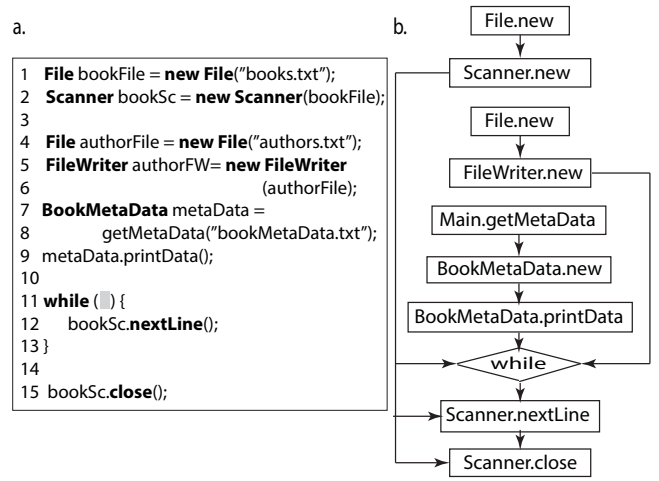 a.
1 File bookFile = new File("books.txt");
2 Scanner bookSc = new Scanner(bookFile);
3
4 File authorFile = new File("authors.txt");
5 FileWriter authorFW= new FileWriter
6 (authorFile);
7 BookMetaData metaData =
8 getMetaData("bookMetaData.txt");
9 metaData.printData();
10
11 while ( ) {
12 bookSc.nextLine();
13 }
14
15 bookSc.close();
b.
File.new
Scanner.new
File.new
FileWriter.new
Main.getMetaData
BookMetaData.new
BookMetaData.printData
while
Scanner.nextLine
Scanner.close